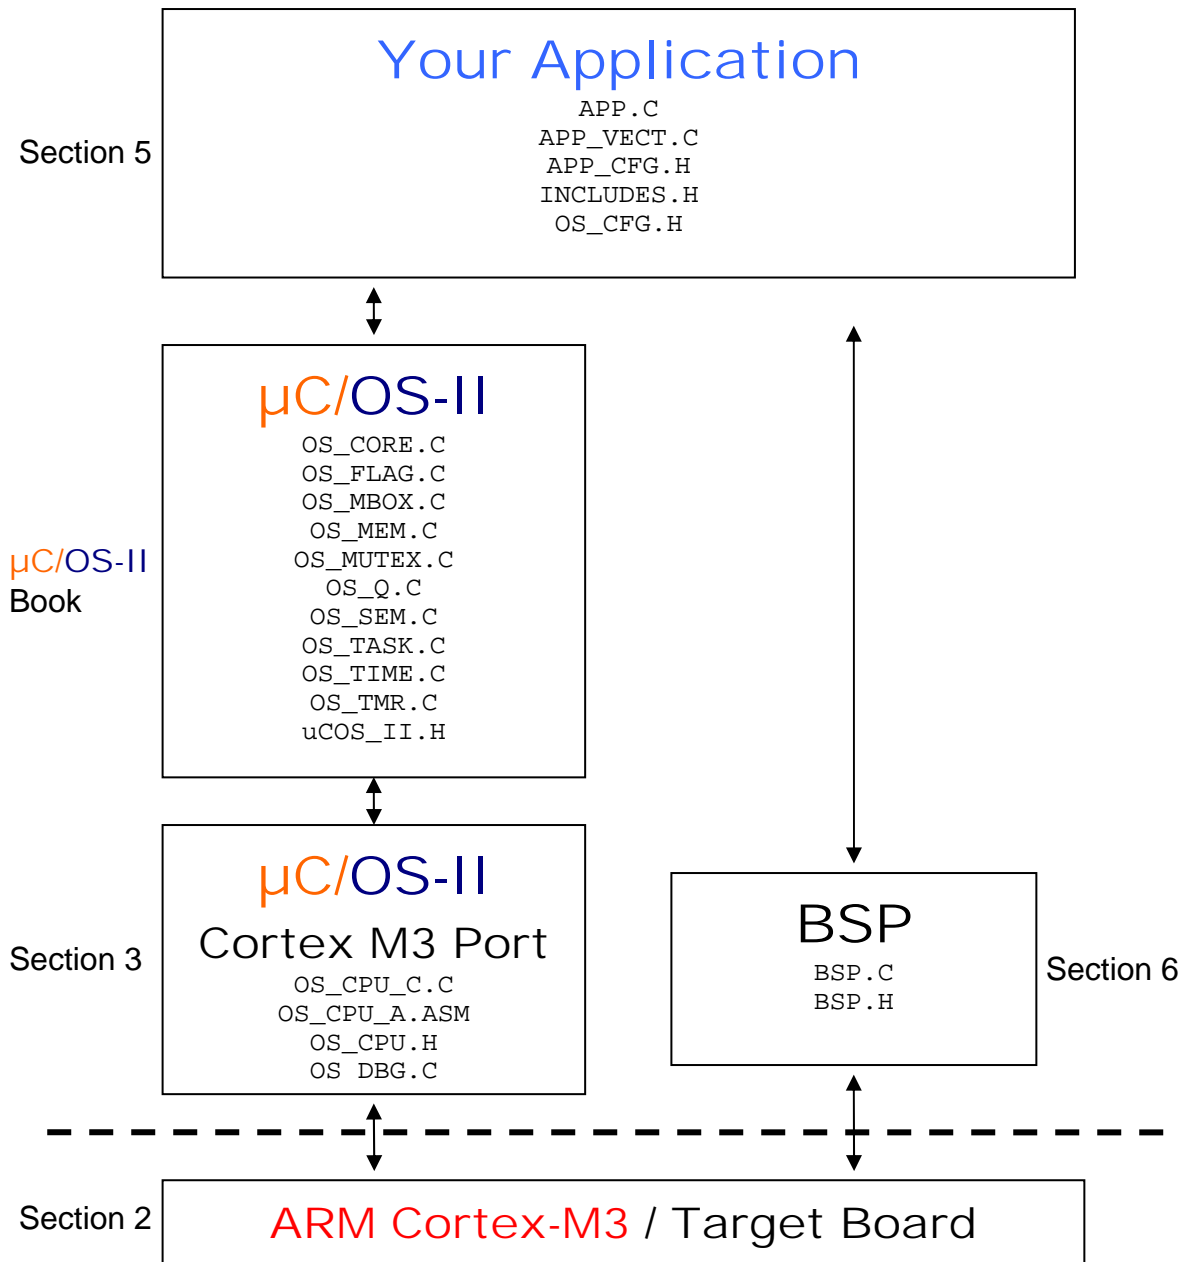 Your Application
APP.C
APP_VECT.C
APP_CFG.H
INCLUDES.H
OS_CFG.H
Section 5
µC/OS-II
OS_CORE.C
OS_FLAG.C
OS_MBOX.C
OS_MEM.C
OS_MUTEX.C
OS_Q.C
OS_SEM.C
OS_TASK.C
OS_TIME.C
OS_TMR.C
uCOS_II.H
µC/OS-II
Book
µC/OS-II
Cortex M3 Port
OS_CPU_C.C
OS_CPU_A.ASM
OS_CPU.H
OS DBG.C
Section 3
BSP
BSP.C
BSP.H
Section 6
Section 2
ARM Cortex-M3 / Target Board